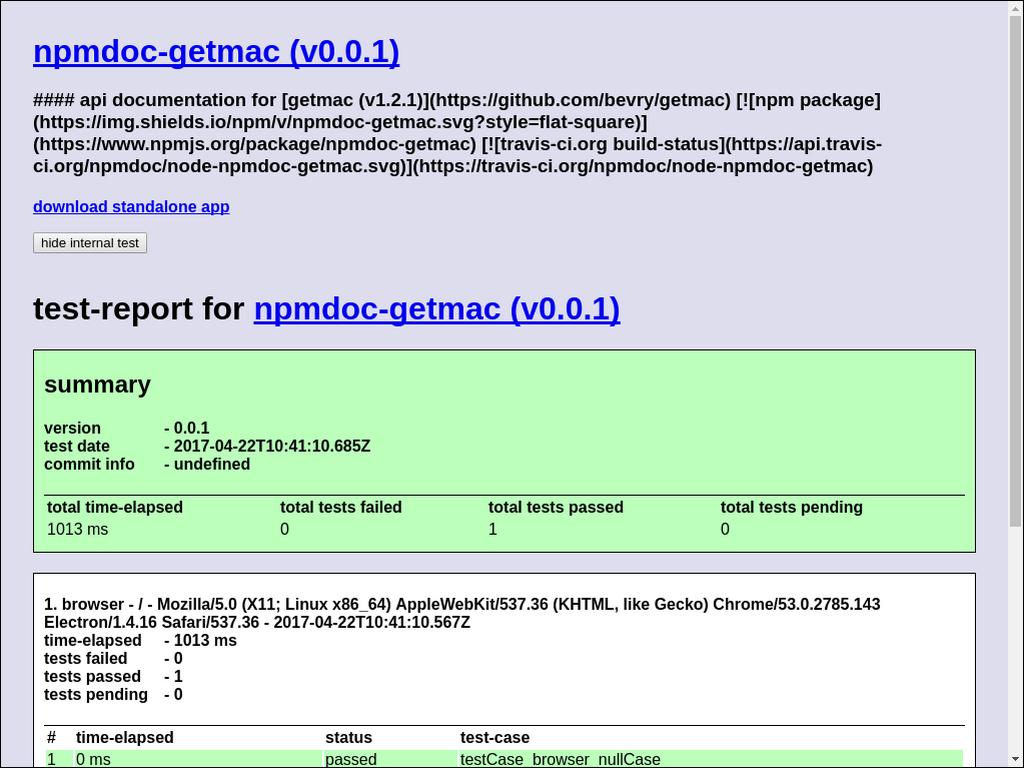 npmdoc-getmac (v0.0.1)
#### api documentation for [getmac (v1.2.1)](https://github.com/bevry/getmac) [![npm package]
(https://img.shields.io/npm/v/npmdoc-getmac.svg?style=flat-square)]
(https://www.npmjs.org/package/npmdoc-getmac) [![travis-ci.org build-status](https://api.travis-
ci.org/npmdoc/node-npmdoc-getmac.svg)](https://travis-ci.org/npmdoc/node-npmdoc-getmac)
download standalone app
hide internal test
test-report for npmdoc-getmac (v0.0.1)
summary
version - 0.0.1
test date - 2017-04-22T10:41:10.685Z
commit info - undefined
total time-elapsed total tests failed total tests passed total tests pending
1013 ms 0 1 0
1. browser - / - Mozilla/5.0 (X11; Linux x86_64) AppleWebKit/537.36 (KHTML, like Gecko) Chrome/53.0.2785.143
Electron/1.4.16 Safari/537.36 - 2017-04-22T10:41:10.567Z
time-elapsed - 1013 ms
tests failed - 0
tests passed - 1
tests pending - 0
# time-elapsed status test-case
1 0 ms passed testCase_browser_nullCase